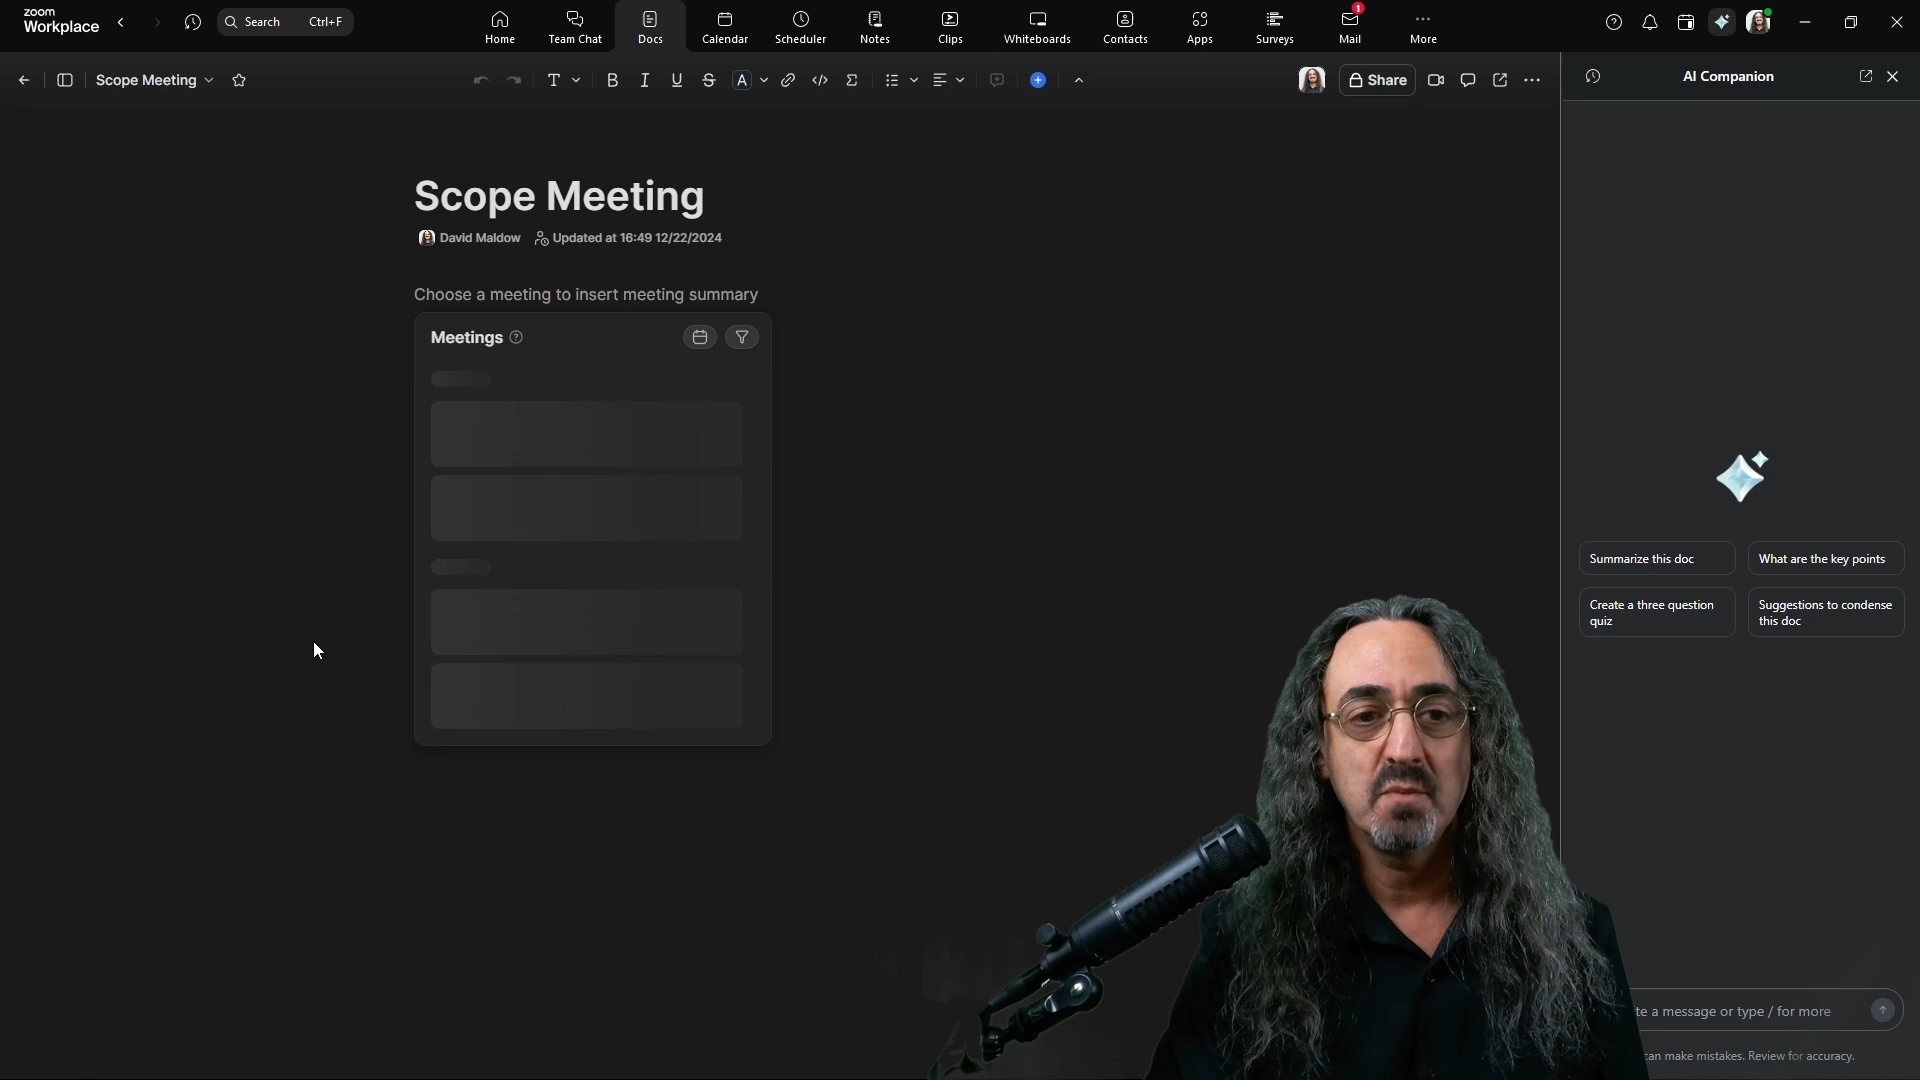 zoom
Workplace
Search Ctrl+F
Home
Team Chat
Docs
Calendar
Scheduler
Notes
Clips
Whiteboards
Contacts
Apps
Surveys
1
Mail
More
Scope Meeting
T
B
I
U
S
A
Share
AI Companion
Scope Meeting
David Maldow Updated at 16:49 12/22/2024
Choose a meeting to insert meeting summary
Meetings
Summarize this doc
What are the key points
Create a three question
quiz
Suggestions to condense
this doc
te a message or type / for more
can make mistakes. Review for accuracy.